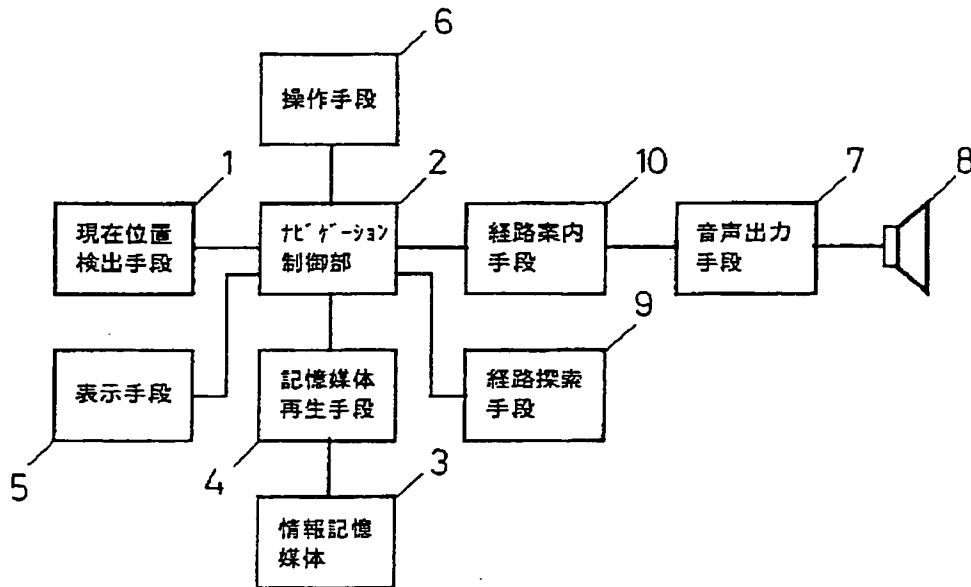 6
操作手段
1
現在位置
検出手段
2
ナビゲーション
制御部
10
経路案内
手段
7
音声出力
手段
8
5
表示手段
4
記憶媒体
再生手段
9
経路探索
手段
3
情報記憶
媒体